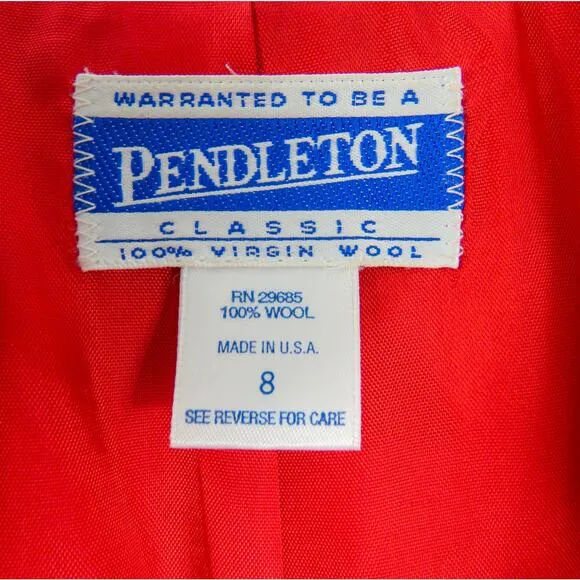 WARRANTED TO BE A
PENDLETON
CLASSIC
100% VIRGIN WOOL
RN 29685
100% WOOL
MADE IN U.S.A.
8
SEE REVERSE FOR CARE